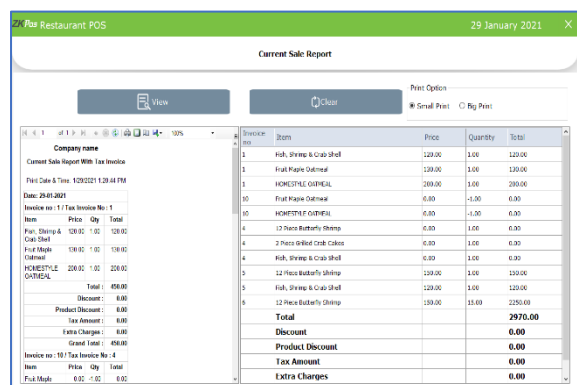 ZKPos Restaurant POS 29 January 2021 X
Current Sale Report
View Clear
Print Option
Small Print Big Print
1 of 1 100%
Company name
Current Sale Report With Tax Invoice
Print Date & Time: 1/29/2021 1:29:44 PM
Date: 29-01-2021
Invoice no : 1 / Tax Invoice No : 1
Item Price Qty Total
Fish, Shrimp & Crab Shell 120.00 1.00 120.00
Fruit Maple Oatmeal 130.00 1.00 130.00
HOMESTYLE OATMEAL 200.00 1.00 200.00
Total : 450.00
Discount : 0.00
Product Discount : 0.00
Tax Amount : 0.00
Extra Charges : 0.00
Grand Total : 450.00
Invoice no : 10 / Tax Invoice No : 4
Item Price Qty Total
Fruit Maple 0.00 -1.00 0.00
Invoice no Item Price Quantity Total
1 Fish, Shrimp & Crab Shell 120.00 1.00 120.00
1 Fruit Maple Oatmeal 130.00 1.00 130.00
1 HOMESTYLE OATMEAL 200.00 1.00 200.00
10 Fruit Maple Oatmeal 0.00 -1.00 0.00
10 HOMESTYLE OATMEAL 0.00 -1.00 0.00
4 12 Piece Butterfly Shrimp 0.00 1.00 0.00
4 2 Piece Grilled Crab Cakes 0.00 1.00 0.00
4 Fish, Shrimp & Crab Shell 0.00 1.00 0.00
5 12 Piece Butterfly Shrimp 150.00 1.00 150.00
5 Fish, Shrimp & Crab Shell 120.00 1.00 120.00
6 12 Piece Butterfly Shrimp 150.00 15.00 2250.00
Total 2970.00
Discount 0.00
Product Discount 0.00
Tax Amount 0.00
Extra Charges 0.00